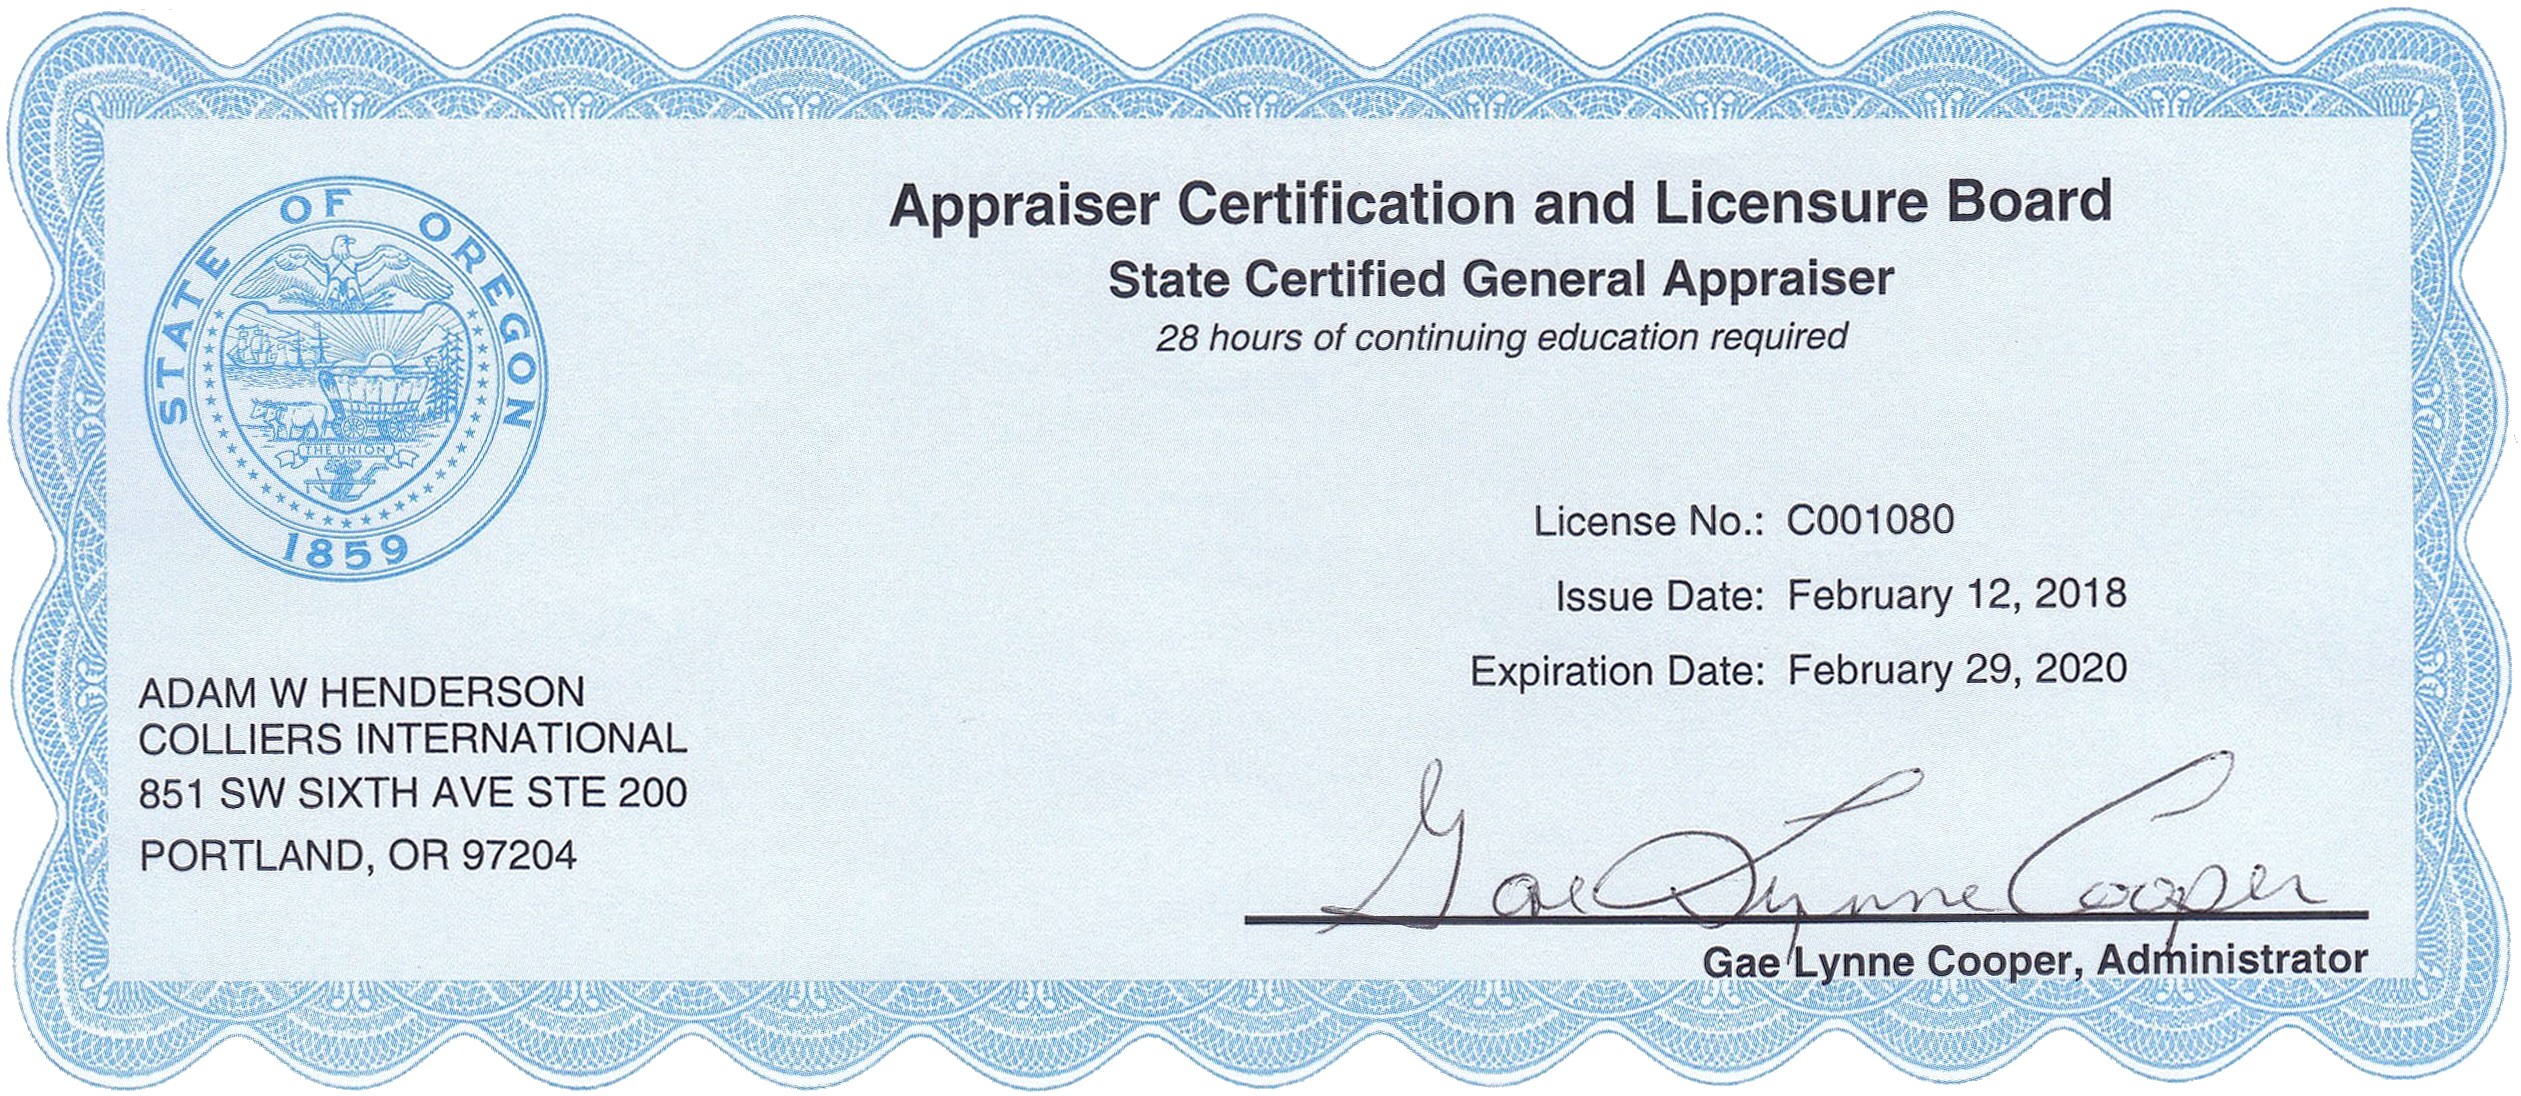 Appraiser Certification and Licensure Board
State Certified General Appraiser
28 hours of continuing education required
STATE OF OREGON
THE UNION
1859
License No.: C001080
Issue Date: February 12, 2018
Expiration Date: February 29, 2020
ADAM W HENDERSON
COLLIERS INTERNATIONAL
851 SW SIXTH AVE STE 200
PORTLAND, OR 97204
Gae Lynne Cooper
Gae Lynne Cooper, Administrator